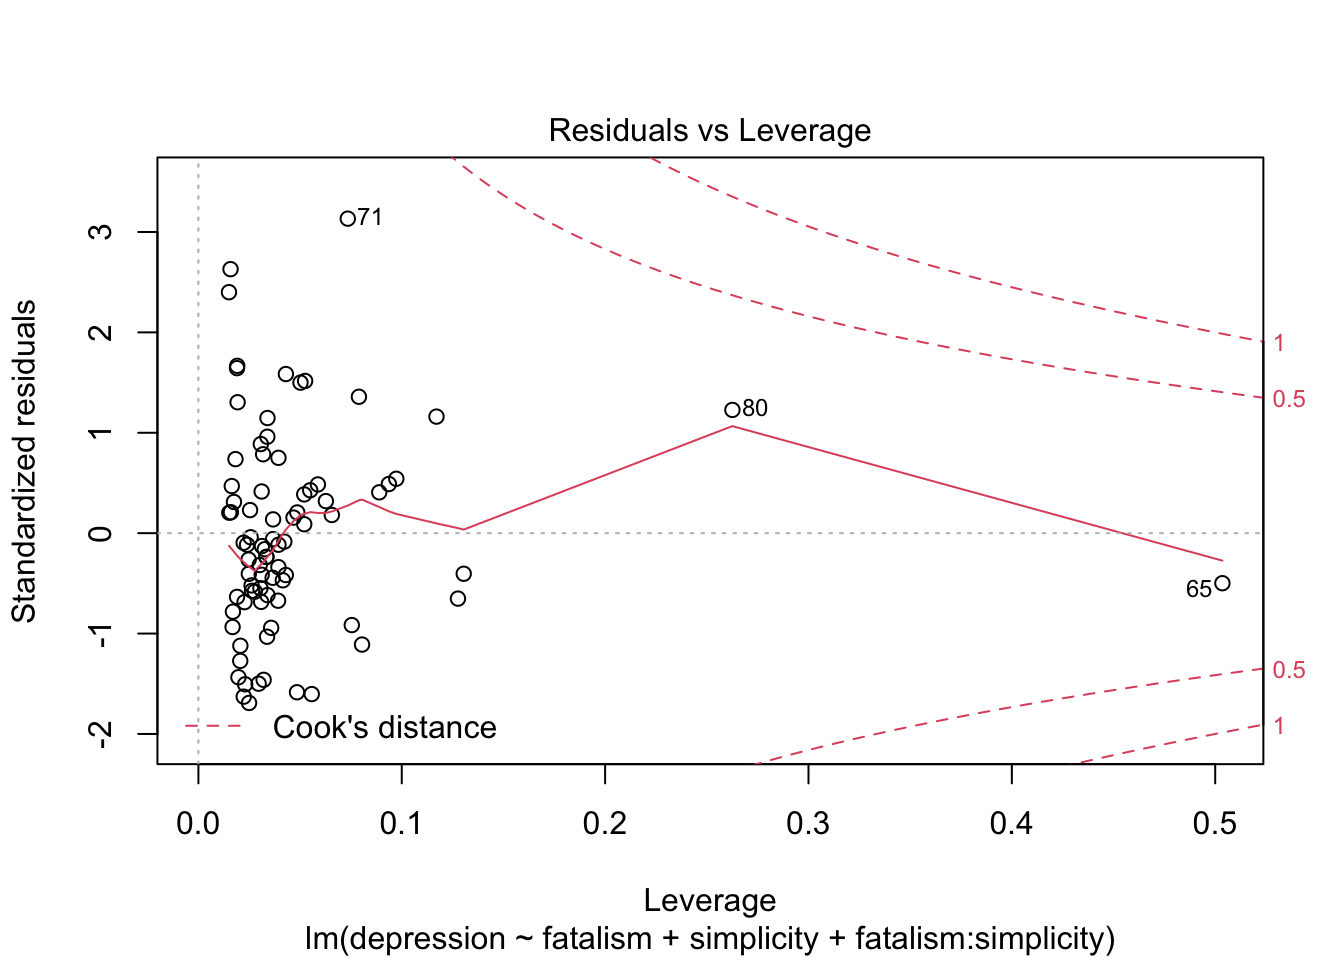 Residuals vs Leverage
Standardized residuals
3
2
1
0
-1
-2
71
80
65
1
0.5
0.5
1
Cook's distance
0.0 0.1 0.2 0.3 0.4 0.5
Leverage
lm(depression ~ fatalism + simplicity + fatalism:simplicity)